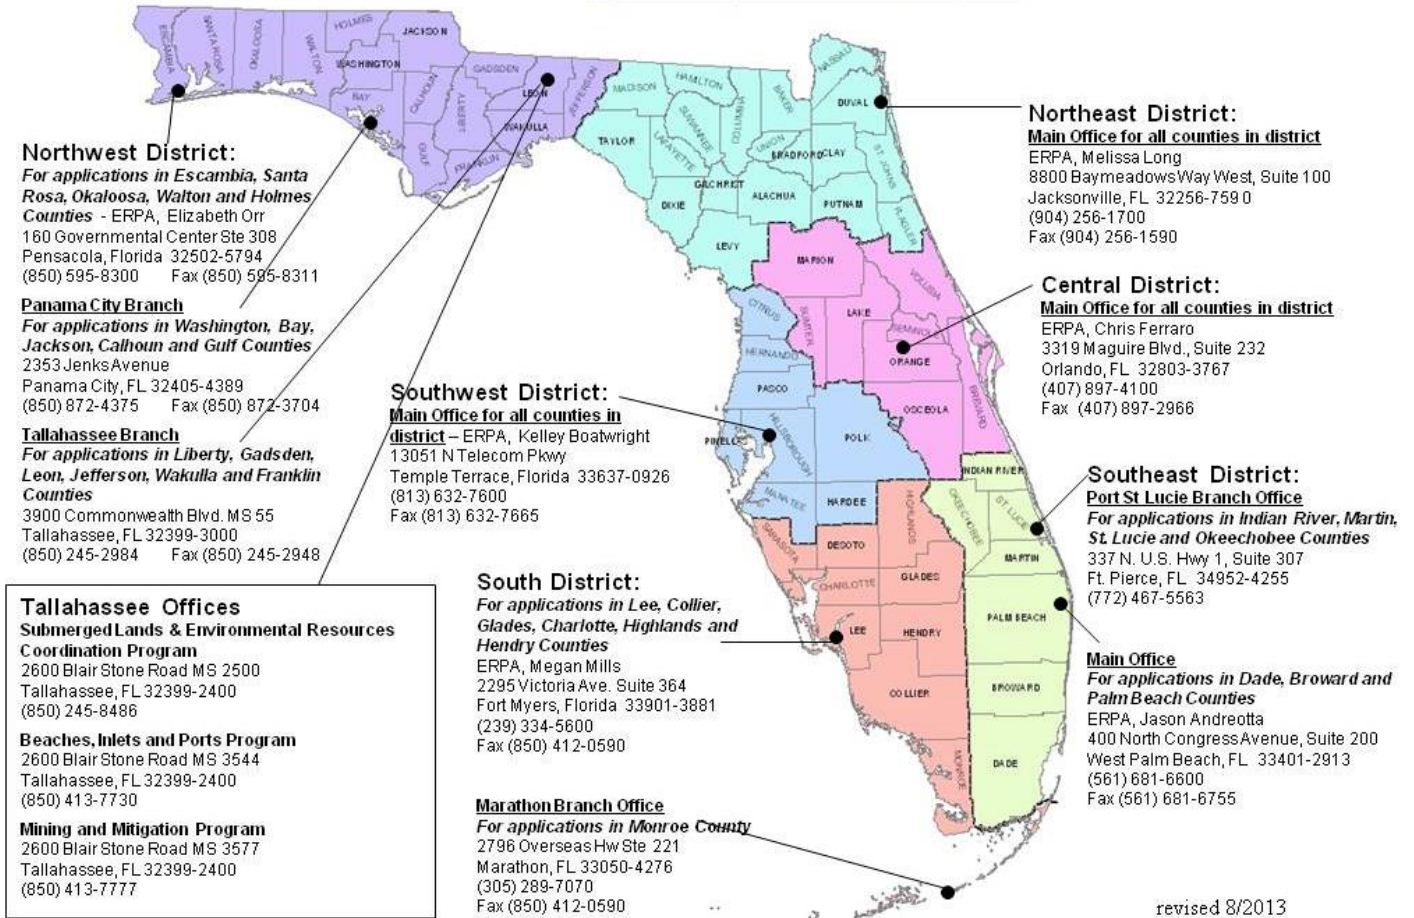 ESCAMBIA
SANTA ROSA
OKALOOSA
WALTON
HOLMES
JACKSON
WASHINGTON
BAY
CALHOUN
GULF
LIBERTY
GADSDEN
LEON
WAKULLA
FRANKLIN
JEFFERSON
MADISON
TAYLOR
HAMILTON
SUWANNEE
LAFAYETTE
DIXIE
COLUMBIA
GILCHRIST
LEVY
BAKER
UNION
BRADFORD
ALACHUA
NASSAU
DUVAL
CLAY
ST JOHNS
PUTNAM
FLAGLER
MARION
VOLUSIA
LAKE
SUMTER
SEMINOLE
ORANGE
OSCEOLA
BREVARD
CITRUS
HERNANDO
PASCO
PINELLAS
HILLSBOROUGH
POLK
MANATEE
HARDEE
SARASOTA
DESOTO
HIGHLANDS
CHARLOTTE
GLADES
LEE
HENDRY
COLLIER
MONROE
INDIAN RIVER
OKEECHOBEE
ST. LUCIE
MARTIN
PALM BEACH
BROWARD
DADE
Northwest District:
For applications in Escambia, Santa
Rosa, Okaloosa, Walton and Holmes
Counties - ERPA, Elizabeth Orr
160 Governmental Center Ste 308
Pensacola, Florida 32502-5794
(850) 595-8300 Fax (850) 595-8311
Panama City Branch
For applications in Washington, Bay,
Jackson, Calhoun and Gulf Counties
2353 Jenks Avenue
Panama City, FL 32405-4389
(850) 872-4375 Fax (850) 872-3704
Tallahassee Branch
For applications in Liberty, Gadsden,
Leon, Jefferson, Wakulla and Franklin
Counties
3900 Commonwealth Blvd. MS 55
Tallahassee, FL 32399-3000
(850) 245-2984 Fax (850) 245-2948
Tallahassee Offices
Submerged Lands & Environmental Resources
Coordination Program
2600 Blair Stone Road MS 2500
Tallahassee, FL 32399-2400
(850) 245-8486
Beaches, Inlets and Ports Program
2600 Blair Stone Road MS 3544
Tallahassee, FL 32399-2400
(850) 413-7730
Mining and Mitigation Program
2600 Blair Stone Road MS 3577
Tallahassee, FL 32399-2400
(850) 413-7777
Southwest District:
Main Office for all counties in
district – ERPA, Kelley Boatwright
13051 N Telecom Pkwy
Temple Terrace, Florida 33637-0926
(813) 632-7600
Fax (813) 632-7665
South District:
For applications in Lee, Collier,
Glades, Charlotte, Highlands and
Hendry Counties
ERPA, Megan Mills
2295 Victoria Ave. Suite 364
Fort Myers, Florida 33901-3881
(239) 334-5600
Fax (850) 412-0590
Marathon Branch Office
For applications in Monroe County
2796 Overseas Hw Ste 221
Marathon, FL 33050-4276
(305) 289-7070
Fax (850) 412-0590
Northeast District:
Main Office for all counties in district
ERPA, Melissa Long
8800 Baymeadows Way West, Suite 100
Jacksonville, FL 32256-7590
(904) 256-1700
Fax (904) 256-1590
Central District:
Main Office for all counties in district
ERPA, Chris Ferraro
3319 Maguire Blvd., Suite 232
Orlando, FL 32803-3767
(407) 897-4100
Fax (407) 897-2966
Southeast District:
Port St Lucie Branch Office
For applications in Indian River, Martin,
St. Lucie and Okeechobee Counties
337 N. U.S. Hwy 1, Suite 307
Ft. Pierce, FL 34952-4255
(772) 467-5563
Main Office
For applications in Dade, Broward and
Palm Beach Counties
ERPA, Jason Andreotta
400 North Congress Avenue, Suite 200
West Palm Beach, FL 33401-2913
(561) 681-6600
Fax (561) 681-6755
revised 8/2013